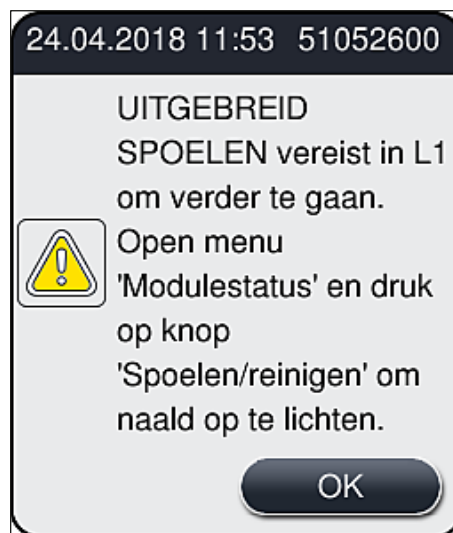 24.04.2018 11:53 51052600
UITGEBREID
SPOELEN vereist in L1
om verder te gaan.
Open menu
'Modulestatus' en druk
op knop
'Spoelen/reinigen' om
naald op te lichten.
OK